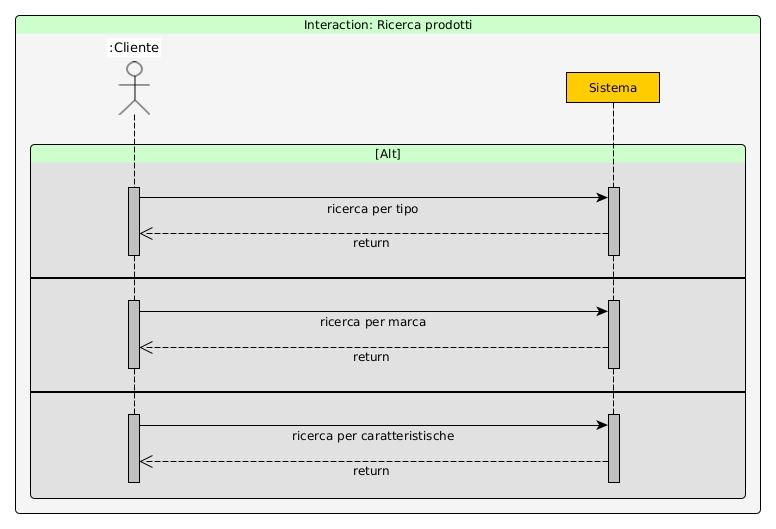 Interaction: Ricerca prodotti
:Cliente
Sistema
[Alt]
ricerca per tipo
return
ricerca per marca
return
ricerca per caratteristische
return